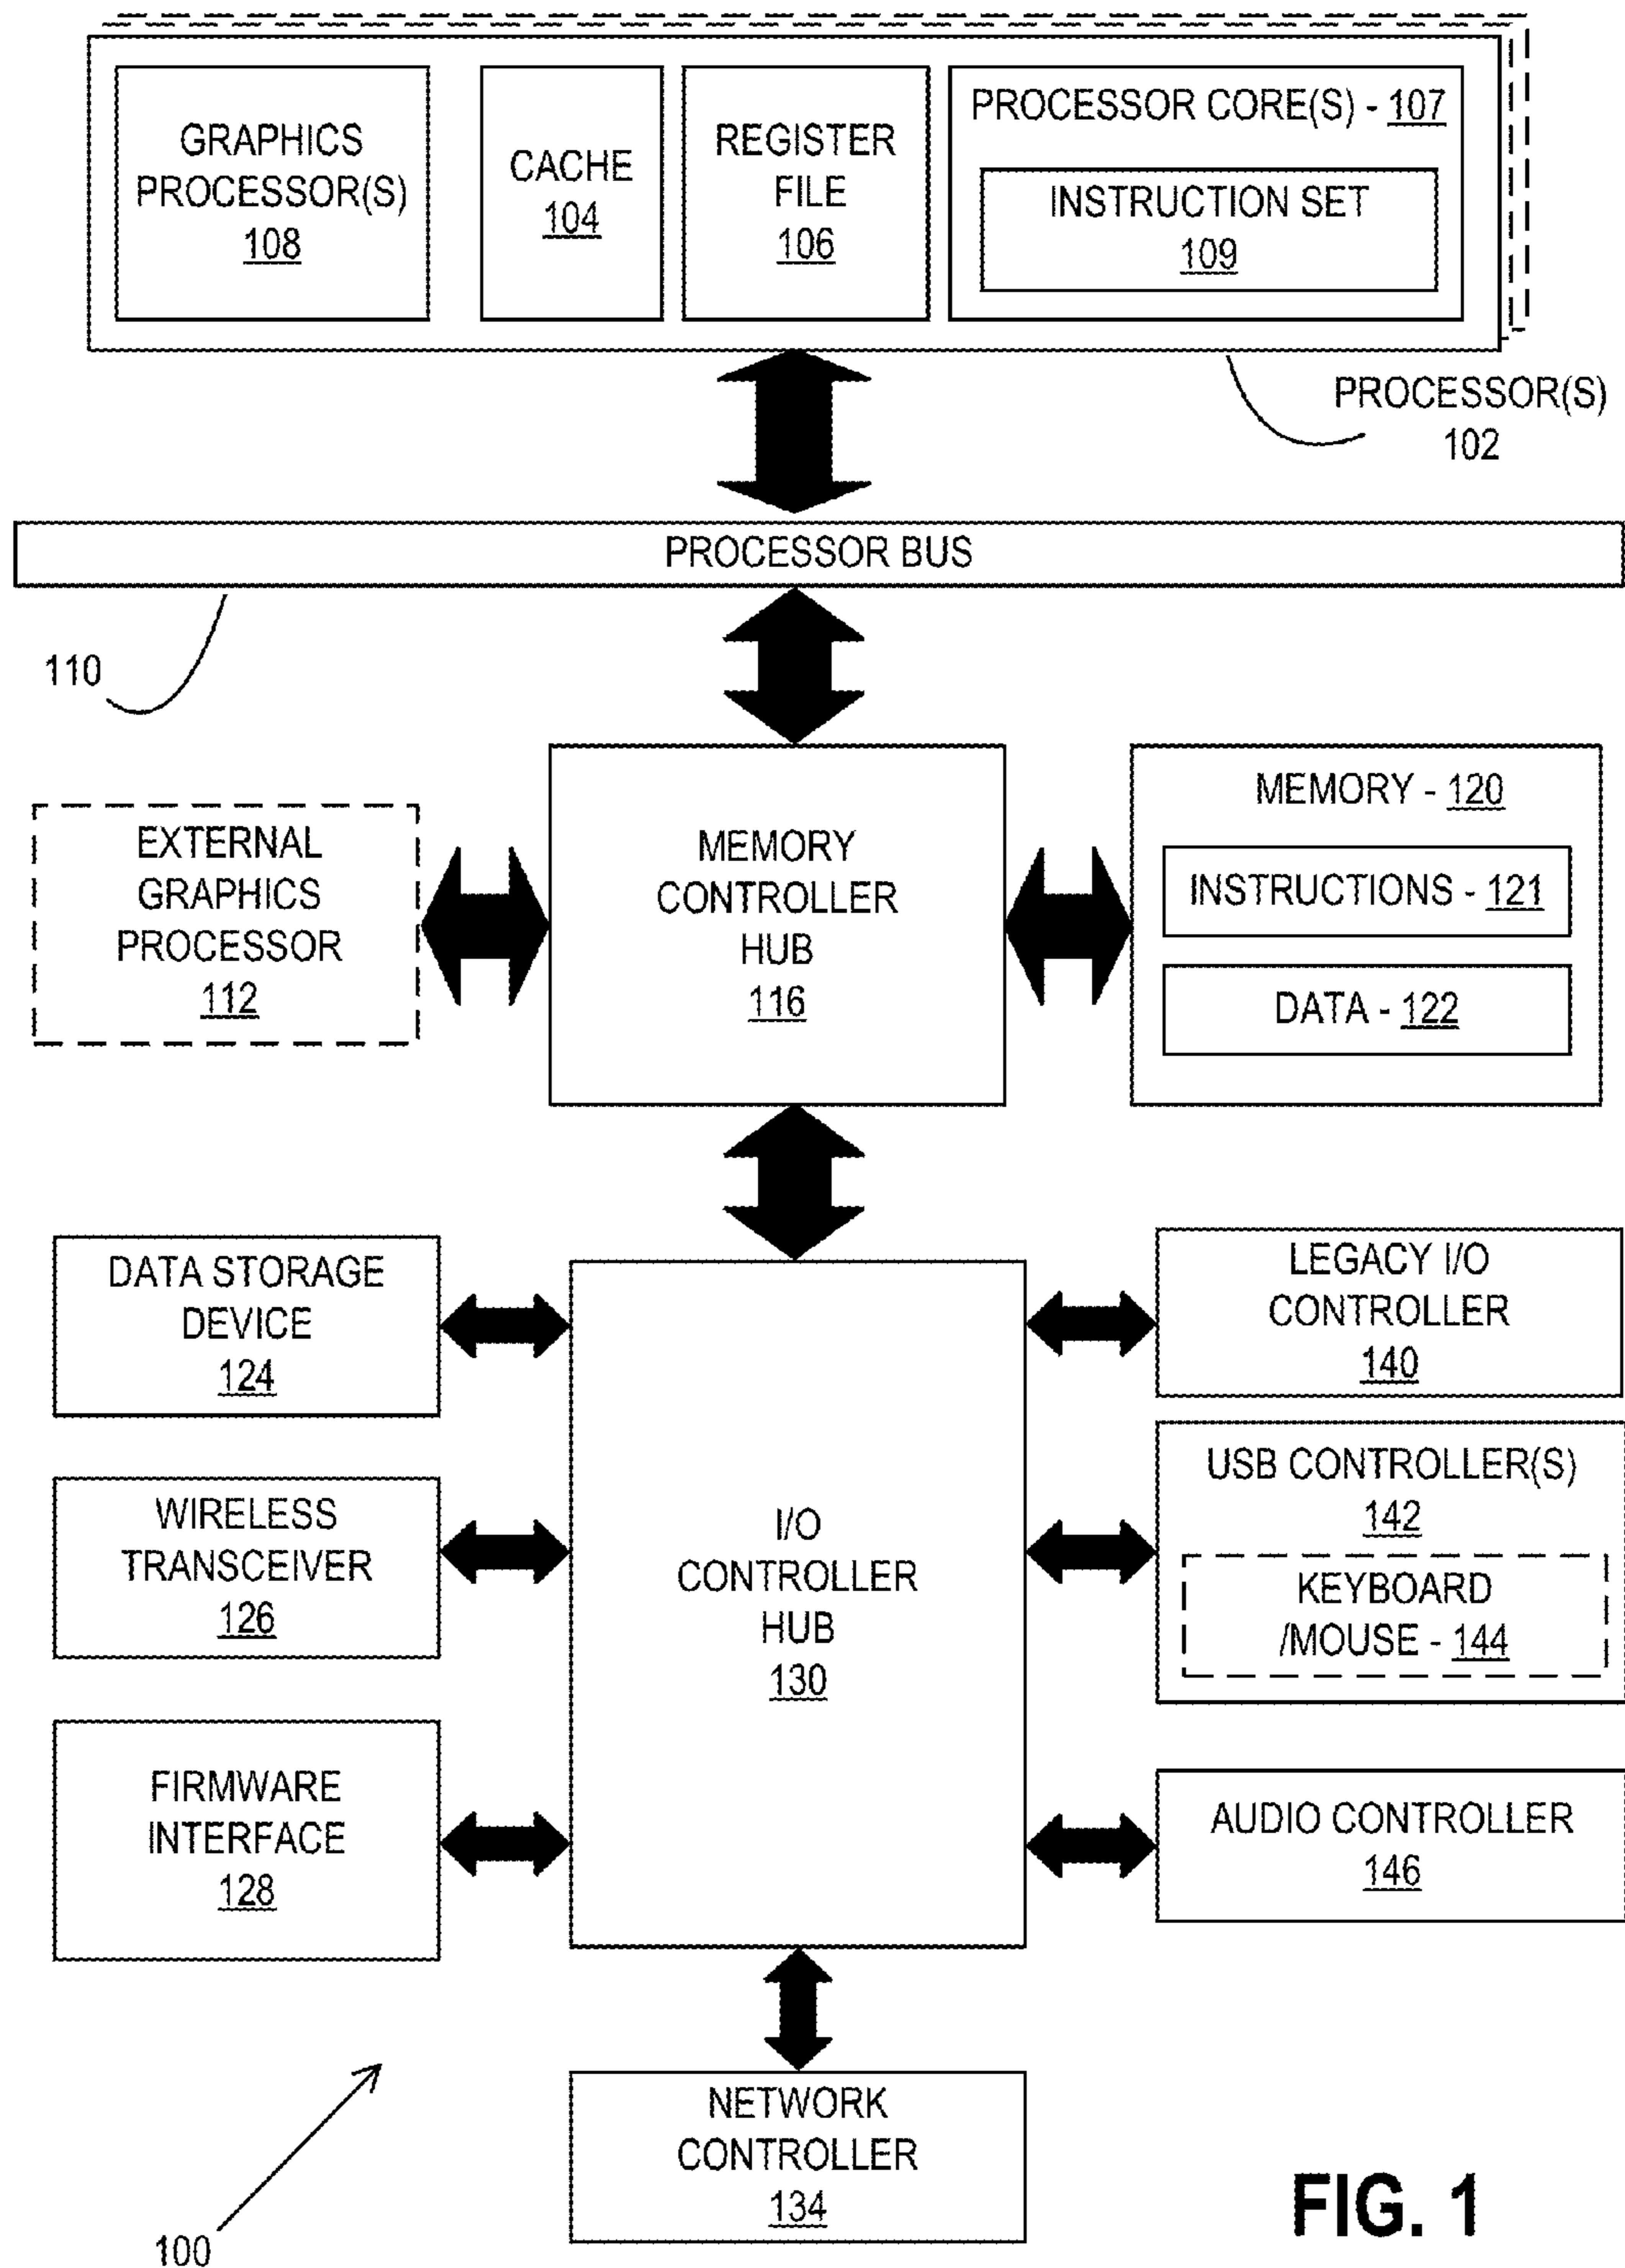 GRAPHICS
PROCESSOR(S)
108
CACHE
104
REGISTER
FILE
106
PROCESSOR CORE(S) - 107
INSTRUCTION SET
109
PROCESSOR(S)
102
PROCESSOR BUS
110
EXTERNAL
GRAPHICS
PROCESSOR
112
MEMORY
CONTROLLER
HUB
116
MEMORY - 120
INSTRUCTIONS - 121
DATA - 122
DATA STORAGE
DEVICE
124
WIRELESS
TRANSCEIVER
126
FIRMWARE
INTERFACE
128
I/O
CONTROLLER
HUB
130
LEGACY I/O
CONTROLLER
140
USB CONTROLLER(S)
142
KEYBOARD
/MOUSE - 144
AUDIO CONTROLLER
146
NETWORK
CONTROLLER
134
100
FIG. 1